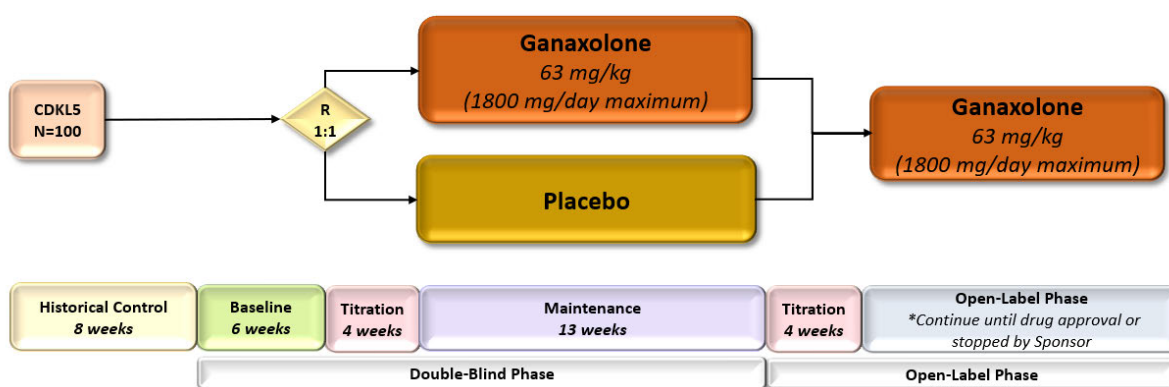 CDKL5
N=100
R
1:1
Ganaxolone
63 mg/kg
(1800 mg/day maximum)
Placebo
Ganaxolone
63 mg/kg
(1800 mg/day maximum)
Historical Control
8 weeks
Baseline
6 weeks
Titration
4 weeks
Maintenance
13 weeks
Titration
4 weeks
Open-Label Phase
*Continue until drug approval or
stopped by Sponsor
Double-Blind Phase
Open-Label Phase